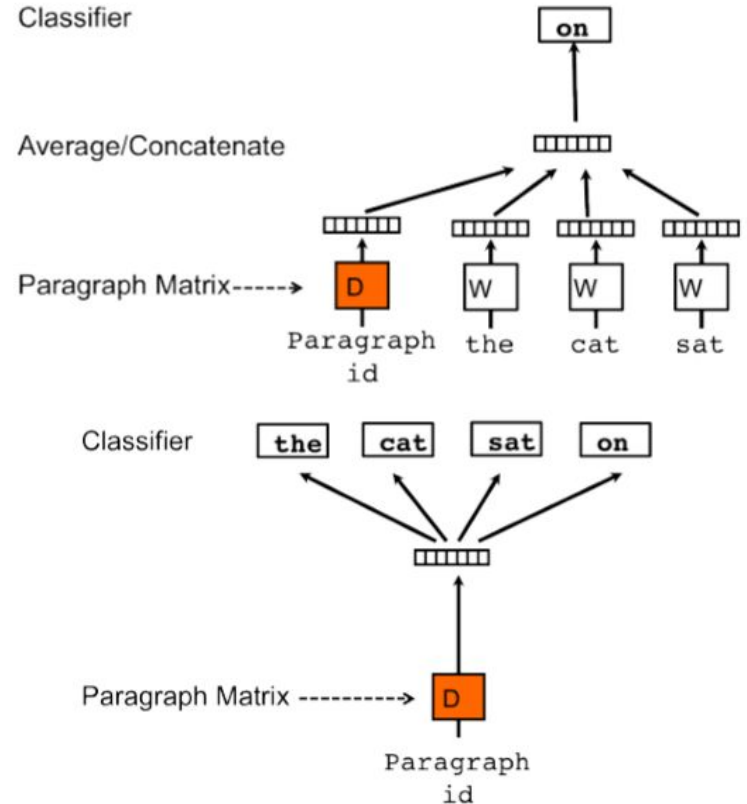 Classifier
on
Average/Concatenate
Paragraph Matrix
D
W
W
W
Paragraph
id
the
cat
sat
Classifier
the
cat
sat
on
Paragraph Matrix
D
Paragraph
id